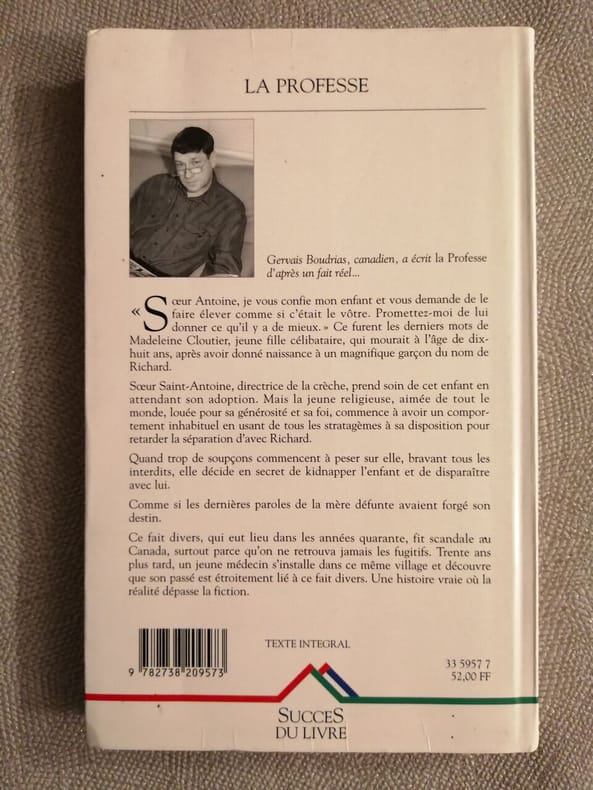 LA PROFESSE
Gervais Boudrias, canadien, a écrit la Professe
d'après un fait réel...
« Sœur Antoine, je vous confie mon enfant et vous demande de le
faire élever comme si c'était le vôtre. Promettez-moi de lui
donner ce qu'il y a de mieux. » Ce furent les derniers mots de
Madeleine Cloutier, jeune fille célibataire, qui mourait à l'âge de dix-
huit ans, après avoir donné naissance à un magnifique garçon du nom de
Richard.
Sœur Saint-Antoine, directrice de la crèche, prend soin de cet enfant en
attendant son adoption. Mais la jeune religieuse, aimée de tout le
monde, louée pour sa générosité et sa foi, commence à avoir un compor-
tement inhabituel en usant de tous les stratagèmes à sa disposition pour
retarder la séparation d'avec Richard.
Quand trop de soupçons commencent à peser sur elle, bravant tous les
interdits, elle décide en secret de kidnapper l'enfant et de disparaître
avec lui.
Comme si les dernières paroles de la mère défunte avaient forgé son
destin.
Ce fait divers, qui eut lieu dans les années quarante, fit scandale au
Canada, surtout parce qu'on ne retrouva jamais les fugitifs. Trente ans
plus tard, un jeune médecin s'installe dans ce même village et découvre
que son passé est étroitement lié à ce fait divers. Une histoire vraie où la
réalité dépasse la fiction.
TEXTE INTEGRAL
9 782738 209573
33 5957 7
52,00 FF
SUCCES
DU LIVRE